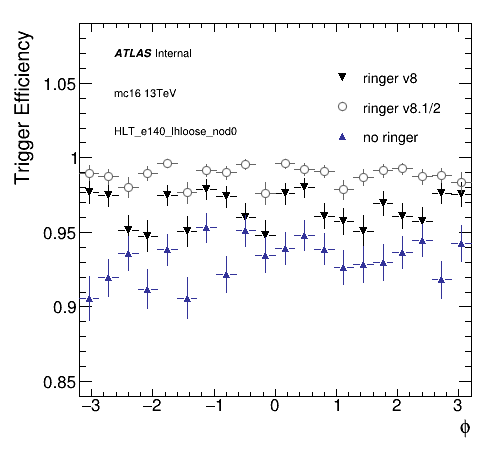 Trigger Efficiency
ATLAS Internal
mc16 13TeV
HLT_e140_lhloose_nod0
ringer v8
ringer v8.1/2
no ringer
1.05
1
0.95
0.9
0.85
−3 −2 −1 0 1 2 3
ϕ